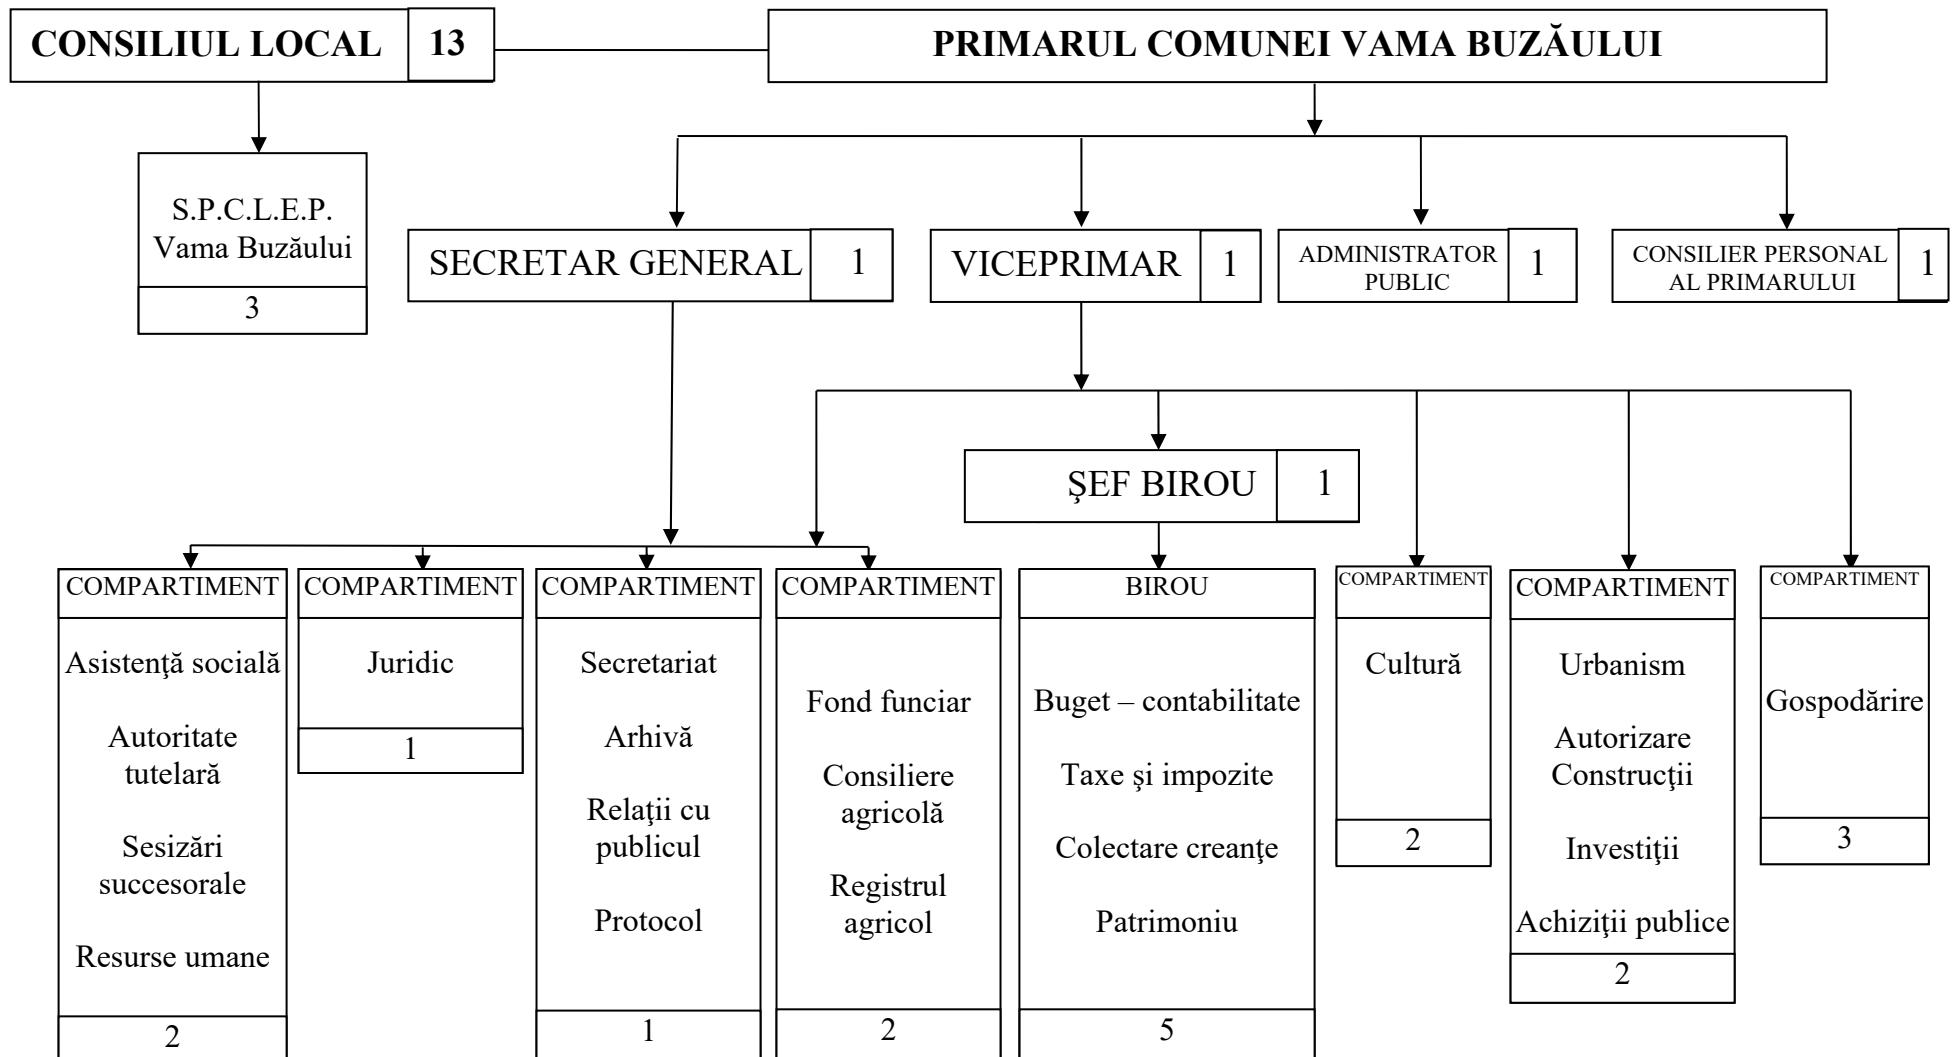 CONSILIUL LOCAL 13
PRIMARUL COMUNEI VAMA BUZĂULUI
S.P.C.L.E.P.
Vama Buzăului
3
SECRETAR GENERAL 1
VICEPRIMAR 1
ADMINISTRATOR
PUBLIC
1
CONSILIER PERSONAL
AL PRIMARULUI
1
ŞEF BIROU 1
COMPARTIMENT
Asistenţă socială
Autoritate
tutelară
Sesizări
succesorale
Resurse umane
2
COMPARTIMENT
Juridic
1
COMPARTIMENT
Secretariat
Arhivă
Relaţii cu
publicul
Protocol
1
COMPARTIMENT
Fond funciar
Consiliere
agricolă
Registrul
agricol
2
BIROU
Buget – contabilitate
Taxe şi impozite
Colectare creanţe
Patrimoniu
5
COMPARTIMENT
Cultură
2
COMPARTIMENT
Urbanism
Autorizare
Construcţii
Investiţii
Achiziţii publice
2
COMPARTIMENT
Gospodărire
3